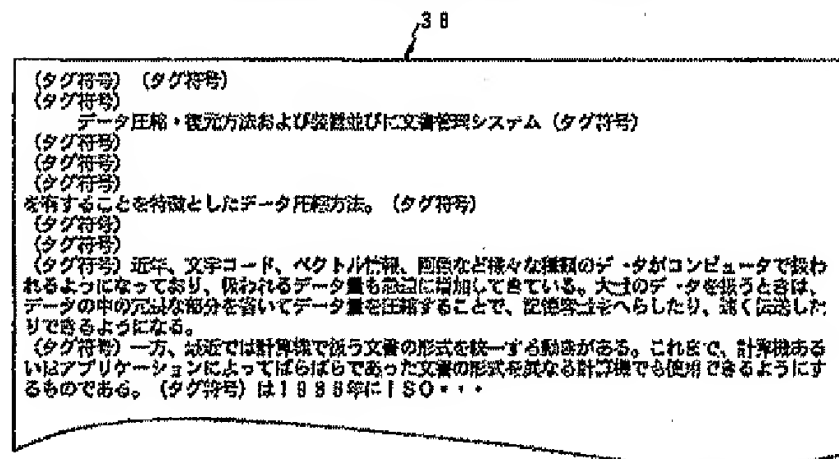 38
(タグ符号) (タグ符号)
(タグ符号)
データ圧縮・復元方法および装置並びに文書管理システム (タグ符号)
(タグ符号)
(タグ符号)
(タグ符号)
を有することを特徴としたデータ圧縮方法。 (タグ符号)
(タグ符号)
(タグ符号)
(タグ符号) 近年、文字コード、ベクトル情報、画像など様々な種類のデータがコンピュータで扱わ
れるようになっており、扱われるデータ量も急速に増加してきている。大量のデータを扱うときは、
データの中の冗長な部分を省いてデータ量を圧縮することで、記憶容量をへらしたり、速く伝送した
りできるようになる。
(タグ符号) 一方、最近では計算機で扱う文書の形式を統一する動きがある。これまで、計算機ある
いはアプリケーションによってばらばらであった文書の形式を異なる計算機でも使用できるようにす
るものである。 (タグ符号) は1986年にISO・・・